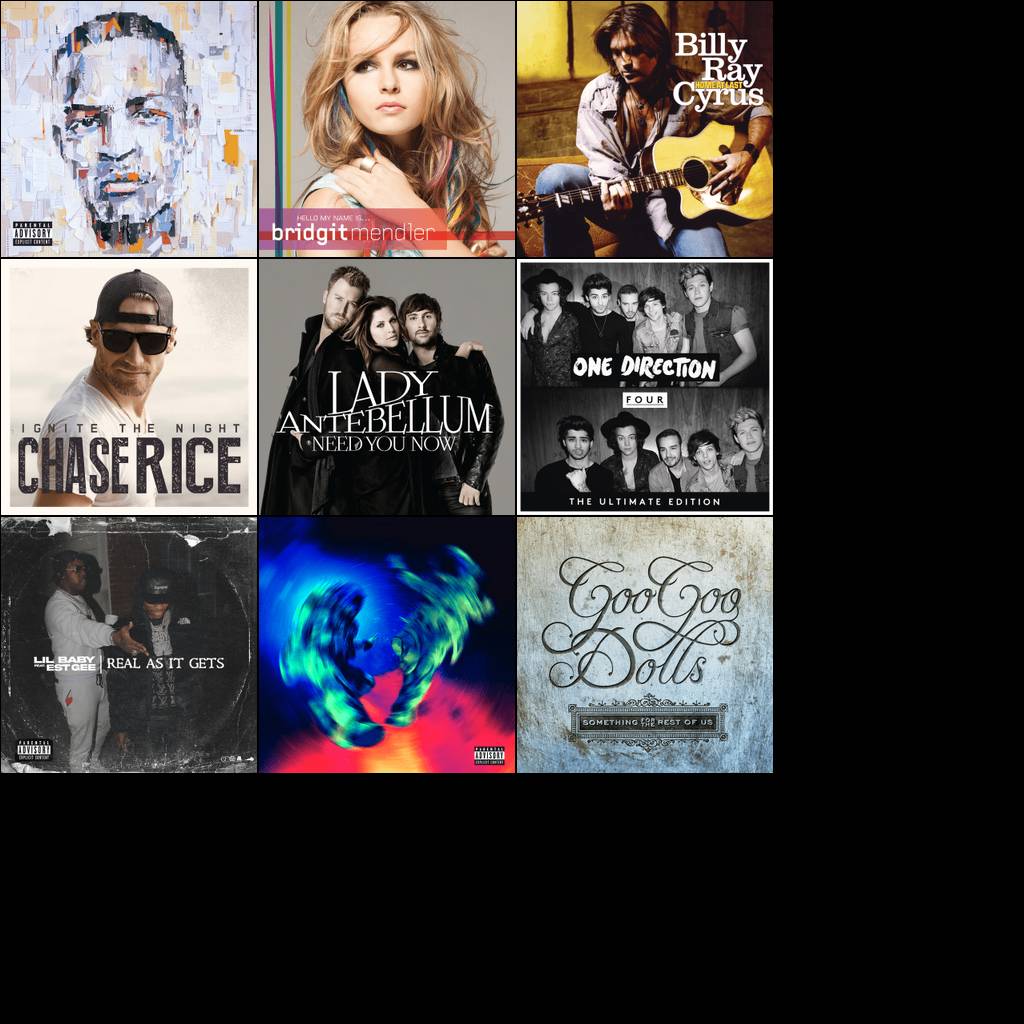 PARENTAL
ADVISORY
EXPLICIT CONTENT
HELLO MY NAME IS...
bridgitmendler
Billy
Ray
HOME AT LAST
Cyrus
IGNITE THE NIGHT
CHASE RICE
LADY
ANTEBELLUM
NEED YOU NOW
ONE DIRECTION
FOUR
THE ULTIMATE EDITION
LIL BABY
FEAT. EST GEE
REAL AS IT GETS
PARENTAL
ADVISORY
EXPLICIT CONTENT
PARENTAL
ADVISORY
EXPLICIT CONTENT
Goo Goo
Dolls
SOMETHING FOR THE REST OF US